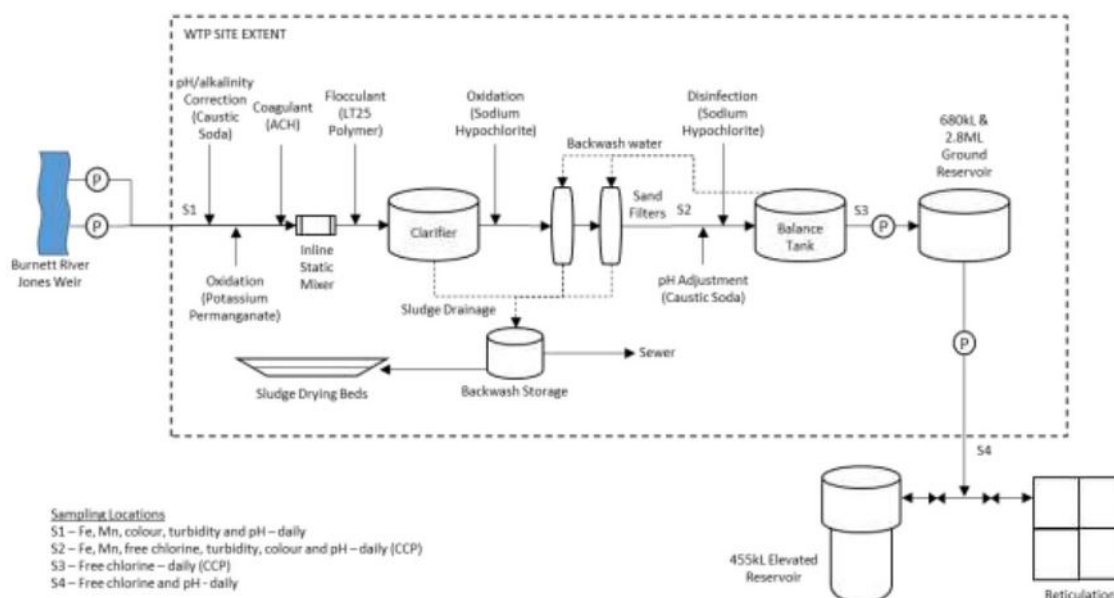 WTP SITE EXTENT
pH/alkalinity
Correction
(Caustic
Soda)
Coagulant
(ACH)
Flocculant
(LT25
Polymer)
Oxidation
(Sodium
Hypochlorite)
Disinfection
(Sodium
Hypochlorite)
680kL &
2.8ML
Ground
Reservoir
Backwash water
P
P
S1
Clarifier
Sand
Filters
S2
Balance
Tank
S3
P
Burnett River
Jones Weir
Oxidation
(Potassium
Permanganate)
Inline
Static
Mixer
pH Adjustment
(Caustic Soda)
Sludge Drainage
P
Sewer
Sludge Drying Beds
Backwash Storage
S4
Sampling Locations
S1 – Fe, Mn, colour, turbidity and pH – daily
S2 – Fe, Mn, free chlorine, turbidity, colour and pH – daily (CCP)
S3 – Free chlorine – daily (CCP)
S4 – Free chlorine and pH - daily
455kL Elevated
Reservoir
Reticulation